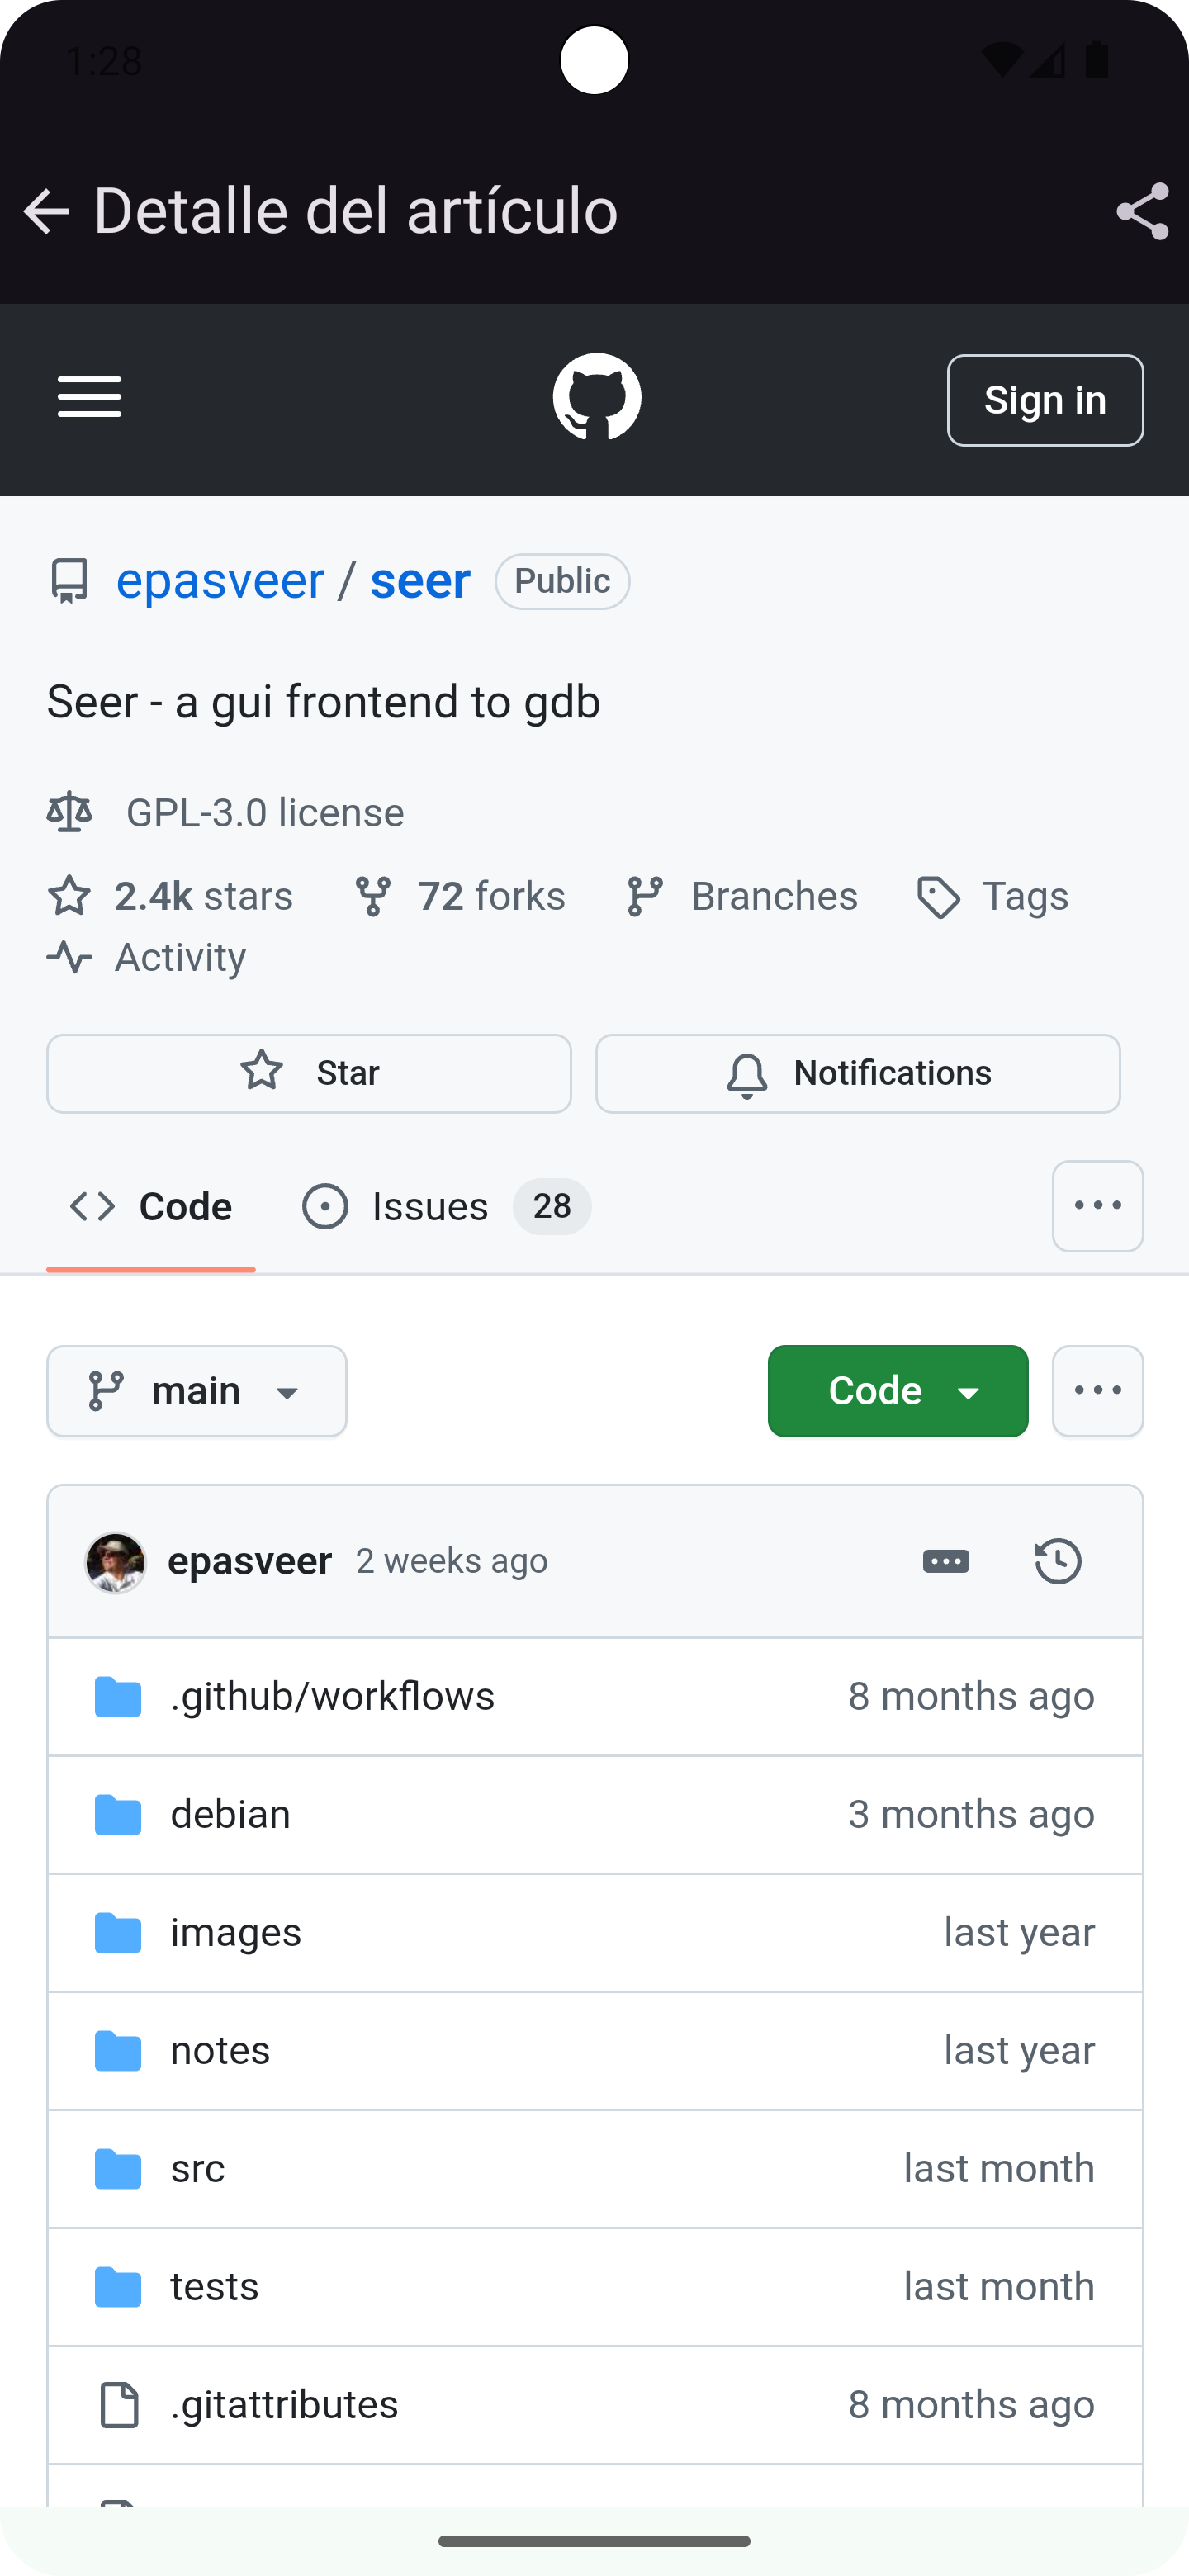 1:28
Detalle del artículo
Sign in
epasveer / seer Public
Seer - a gui frontend to gdb
GPL-3.0 license
2.4k stars 72 forks Branches Tags
Activity
Star Notifications
Code Issues 28
main Code
epasveer 2 weeks ago
.github/workflows 8 months ago
debian 3 months ago
images last year
notes last year
src last month
tests last month
.gitattributes 8 months ago